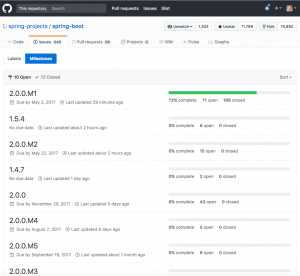 This repository Search Pull requests Issues Gist
spring-projects / spring-boot Unwatch 1,523 Unstar 11,788 Fork 10,992
Code Issues Pull requests Projects 0 Wiki Pulse Graphs
Labels Milestones
10 Open 72 Closed Sort
2.0.0.M1
Due by May 2, 2017 Last updated 29 minutes ago
72% complete 71 open 186 closed
1.5.4
No due date Last updated about 2 hours ago
0% complete 8 open 0 closed
2.0.0.M2
Due by May 22, 2017 Last updated about 2 hours ago
0% complete 15 open 0 closed
1.4.7
No due date Last updated 1 day ago
0% complete 2 open 0 closed
2.0.0
Due by November 20, 2017 Last updated 5 days ago
0% complete 43 open 0 closed
2.0.0.M4
Due by August 7, 2017 Last updated 6 days ago
0% complete 5 open 0 closed
2.0.0.M5
Due by September 18, 2017 Last updated about 1 month ago
0% complete 6 open 0 closed
2.0.0.M3